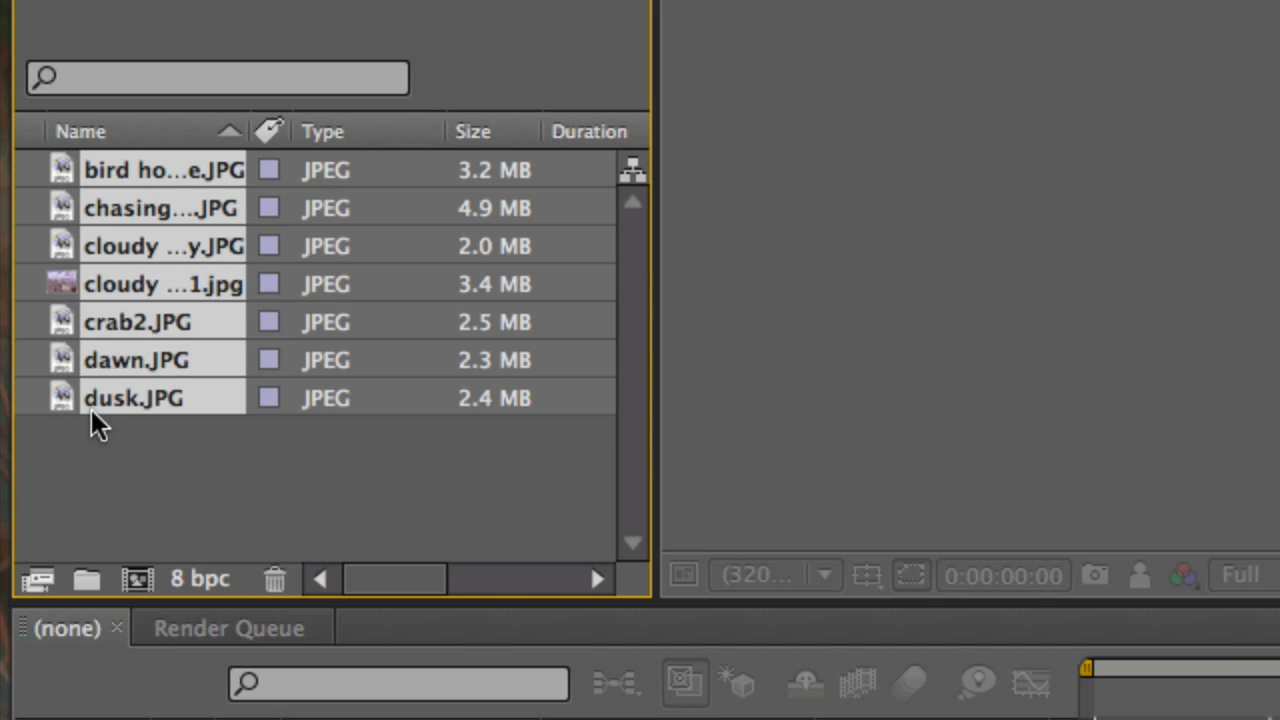 Name Type Size Duration
bird ho...e.JPG JPEG 3.2 MB
chasing....JPG JPEG 4.9 MB
cloudy ...y.JPG JPEG 2.0 MB
cloudy ...1.jpg JPEG 3.4 MB
crab2.JPG JPEG 2.5 MB
dawn.JPG JPEG 2.3 MB
dusk.JPG JPEG 2.4 MB
8 bpc (320... 0:00:00:00 Full
(none) × Render Queue